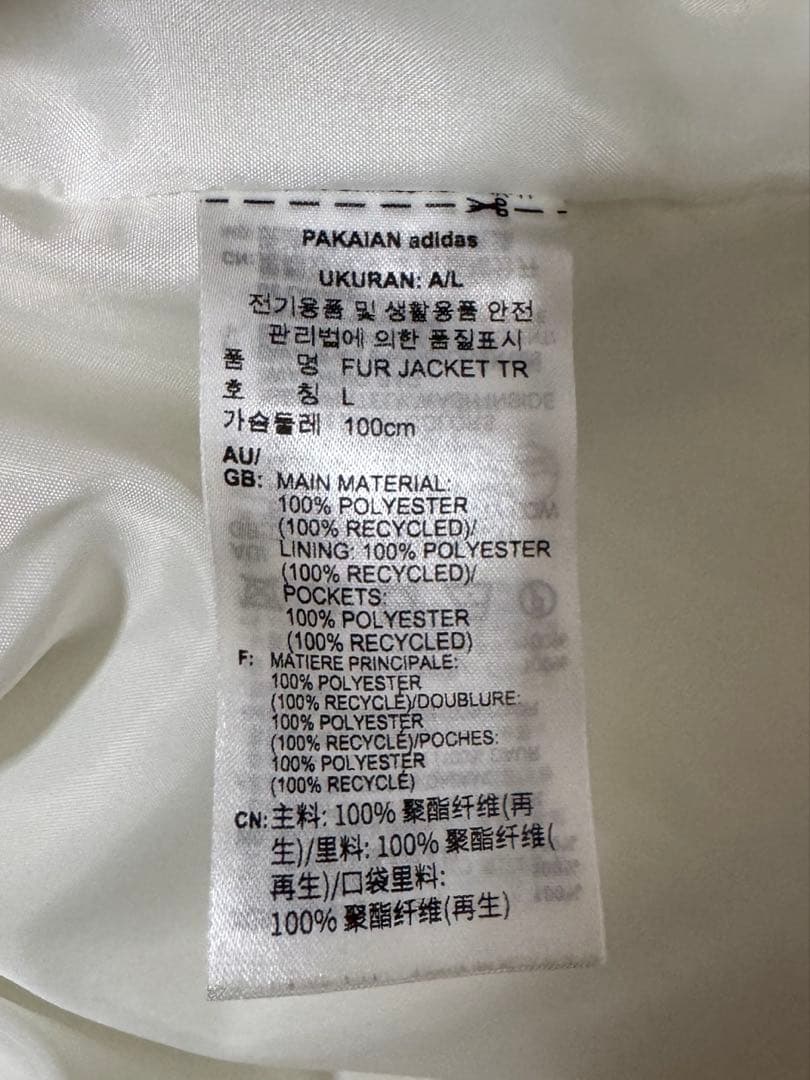 PAKAIAN adidas
UKURAN: A/L
전기용품 및 생활용품 안전
관리법에 의한 품질표시
품 명 FUR JACKET TR
호 칭 L
가슴둘레 100cm
AU/
GB: MAIN MATERIAL:
100% POLYESTER
(100% RECYCLED)/
LINING: 100% POLYESTER
(100% RECYCLED)/
POCKETS:
100% POLYESTER
(100% RECYCLED)
F: MATIERE PRINCIPALE:
100% POLYESTER
(100% RECYCLÉ)/DOUBLURE:
100% POLYESTER
(100% RECYCLÉ)/POCHES:
100% POLYESTER
(100% RECYCLÉ)
CN: 主料: 100% 聚酯纤维(再
生)/里料: 100% 聚酯纤维(
再生)/口袋里料:
100% 聚酯纤维(再生)